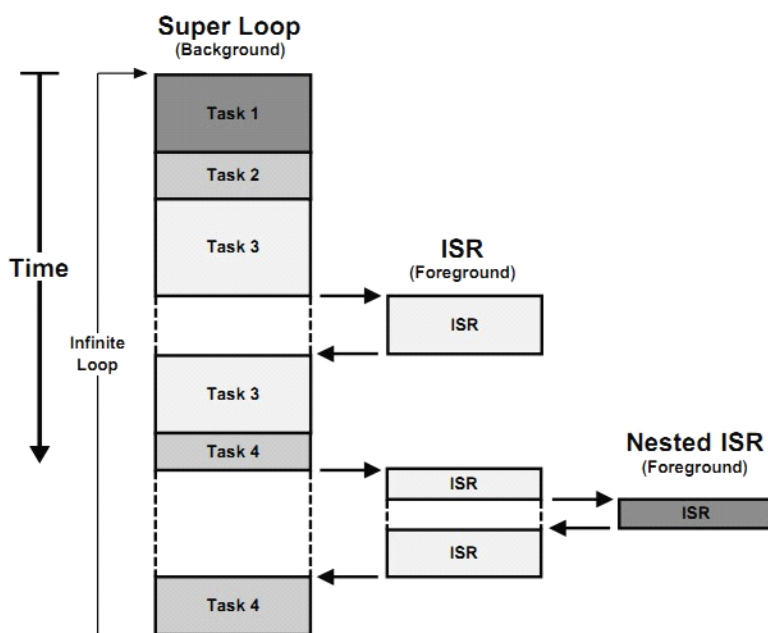 Super Loop
(Background)
Task 1
Task 2
Task 3
ISR
(Foreground)
Time
ISR
Infinite
Loop
Task 3
Task 4
Nested ISR
(Foreground)
ISR
ISR
ISR
Task 4